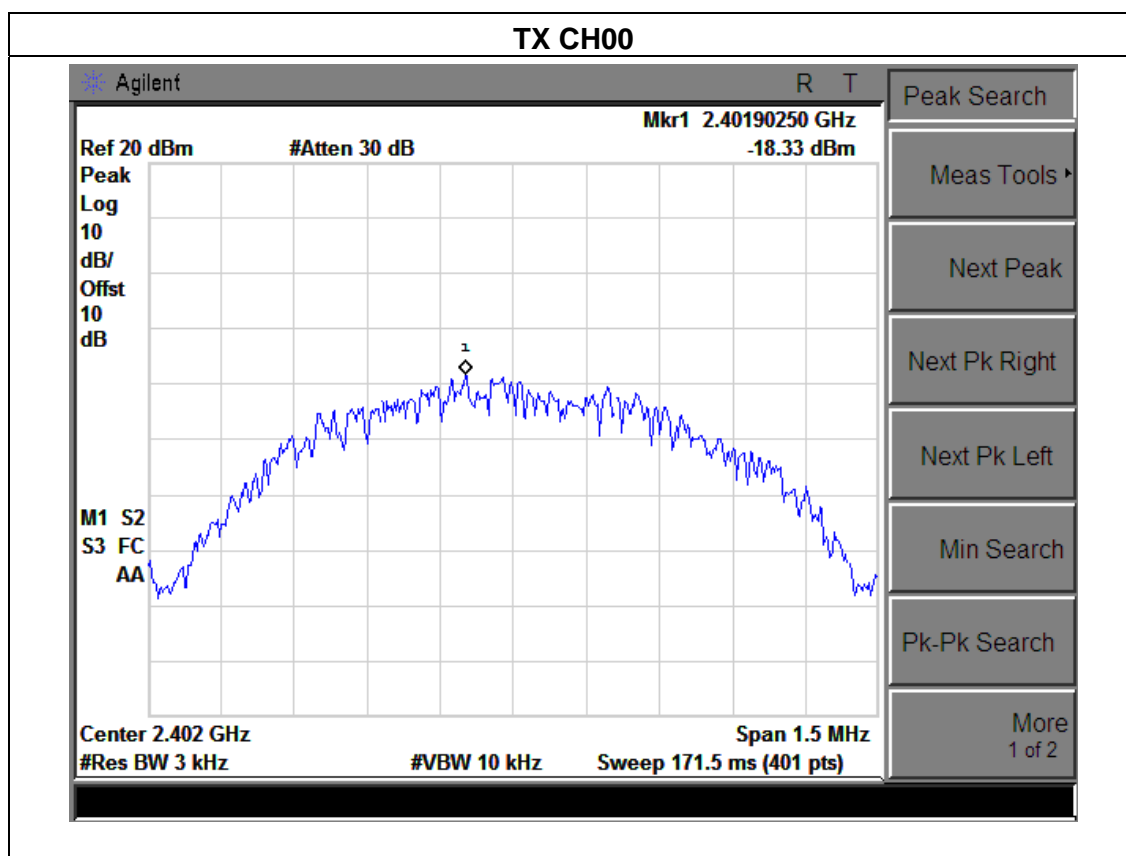 TX CH00
Agilent R T
Peak Search
Mkr1 2.40190250 GHz
Ref 20 dBm #Atten 30 dB -18.33 dBm
Peak
Log
10
dB/
Offst
10
dB
1
M1 S2
S3 FC
AA
Center 2.402 GHz Span 1.5 MHz
#Res BW 3 kHz #VBW 10 kHz Sweep 171.5 ms (401 pts)
Meas Tools
Next Peak
Next Pk Right
Next Pk Left
Min Search
Pk-Pk Search
More
1 of 2